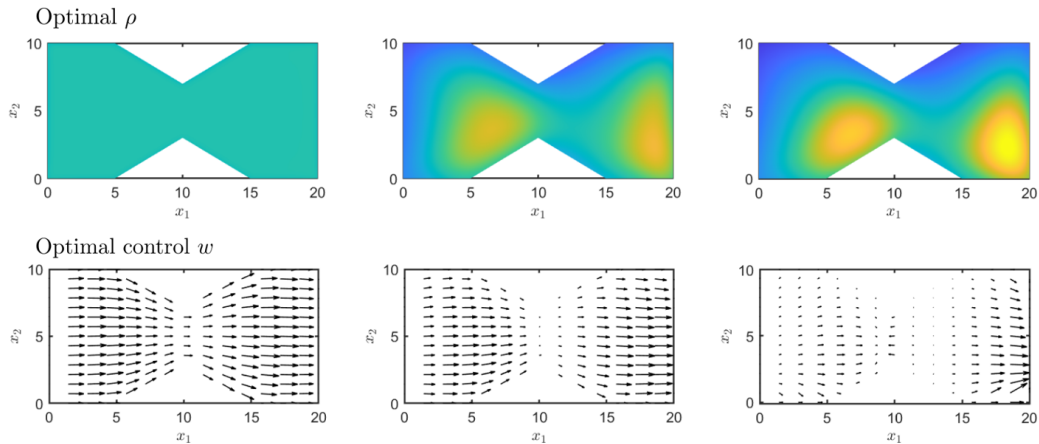 Optimal ρ
10 10 10
x₂ 5 x₂ 5 x₂ 5
0 0 0
0 5 10 15 20 0 5 10 15 20 0 5 10 15 20
x₁ x₁ x₁
Optimal control w
10 10 10
x₂ 5 x₂ 5 x₂ 5
0 0 0
0 5 10 15 20 0 5 10 15 20 0 5 10 15 20
x₁ x₁ x₁